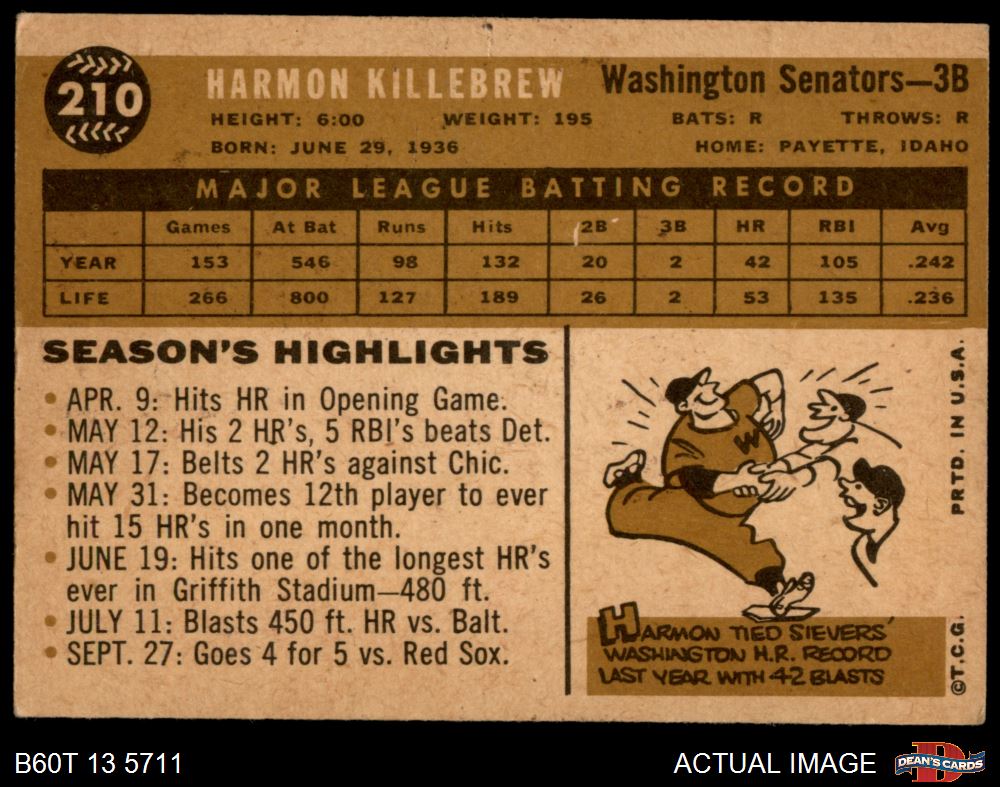 210
HARMON KILLEBREW
Washington Senators—3B
HEIGHT: 6:00 WEIGHT: 195 BATS: R THROWS: R
BORN: JUNE 29, 1936 HOME: PAYETTE, IDAHO
MAJOR LEAGUE BATTING RECORD
Games At Bat Runs Hits 2B 3B HR RBI Avg
YEAR 153 546 98 132 20 2 42 105 .242
LIFE 266 800 127 189 26 2 53 135 .236
SEASON'S HIGHLIGHTS
• APR. 9: Hits HR in Opening Game.
• MAY 12: His 2 HR's, 5 RBI's beats Det.
• MAY 17: Belts 2 HR's against Chic.
• MAY 31: Becomes 12th player to ever
hit 15 HR's in one month.
• JUNE 19: Hits one of the longest HR's
ever in Griffith Stadium—480 ft.
• JULY 11: Blasts 450 ft. HR vs. Balt.
• SEPT. 27: Goes 4 for 5 vs. Red Sox.
W
HARMON TIED SIEVERS'
WASHINGTON H.R. RECORD
LAST YEAR WITH 42 BLASTS
©T.C.G. PRTD. IN U.S.A.
B60T 13 5711
ACTUAL IMAGE
DEAN'S CARDS